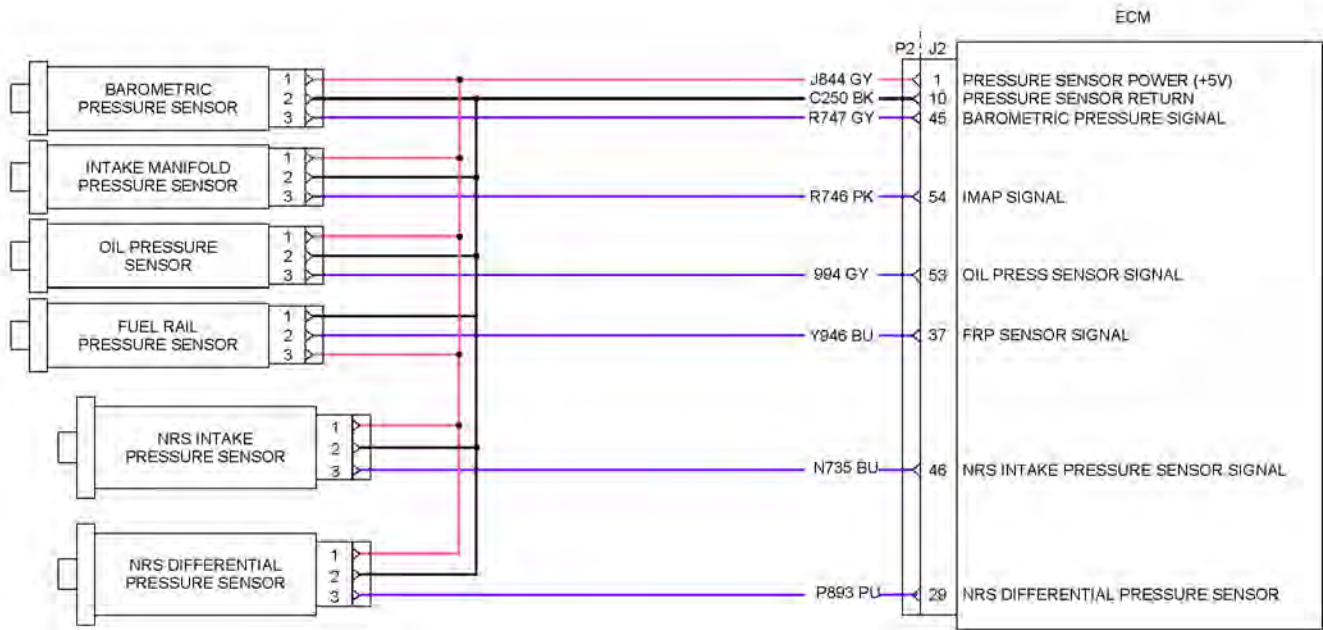 ECM
P2 J2
BAROMETRIC
PRESSURE SENSOR
1
2
3
J844 GY
1 PRESSURE SENSOR POWER (+5V)
C250 BK
10 PRESSURE SENSOR RETURN
R747 GY
45 BAROMETRIC PRESSURE SIGNAL
INTAKE MANIFOLD
PRESSURE SENSOR
1
2
3
R746 PK
54 IMAP SIGNAL
OIL PRESSURE
SENSOR
1
2
3
994 GY
53 OIL PRESS SENSOR SIGNAL
FUEL RAIL
PRESSURE SENSOR
1
2
3
Y946 BU
37 FRP SENSOR SIGNAL
NRS INTAKE
PRESSURE SENSOR
1
2
3
N735 BU
46 NRS INTAKE PRESSURE SENSOR SIGNAL
NRS DIFFERENTIAL
PRESSURE SENSOR
1
2
3
P893 PU
29 NRS DIFFERENTIAL PRESSURE SENSOR